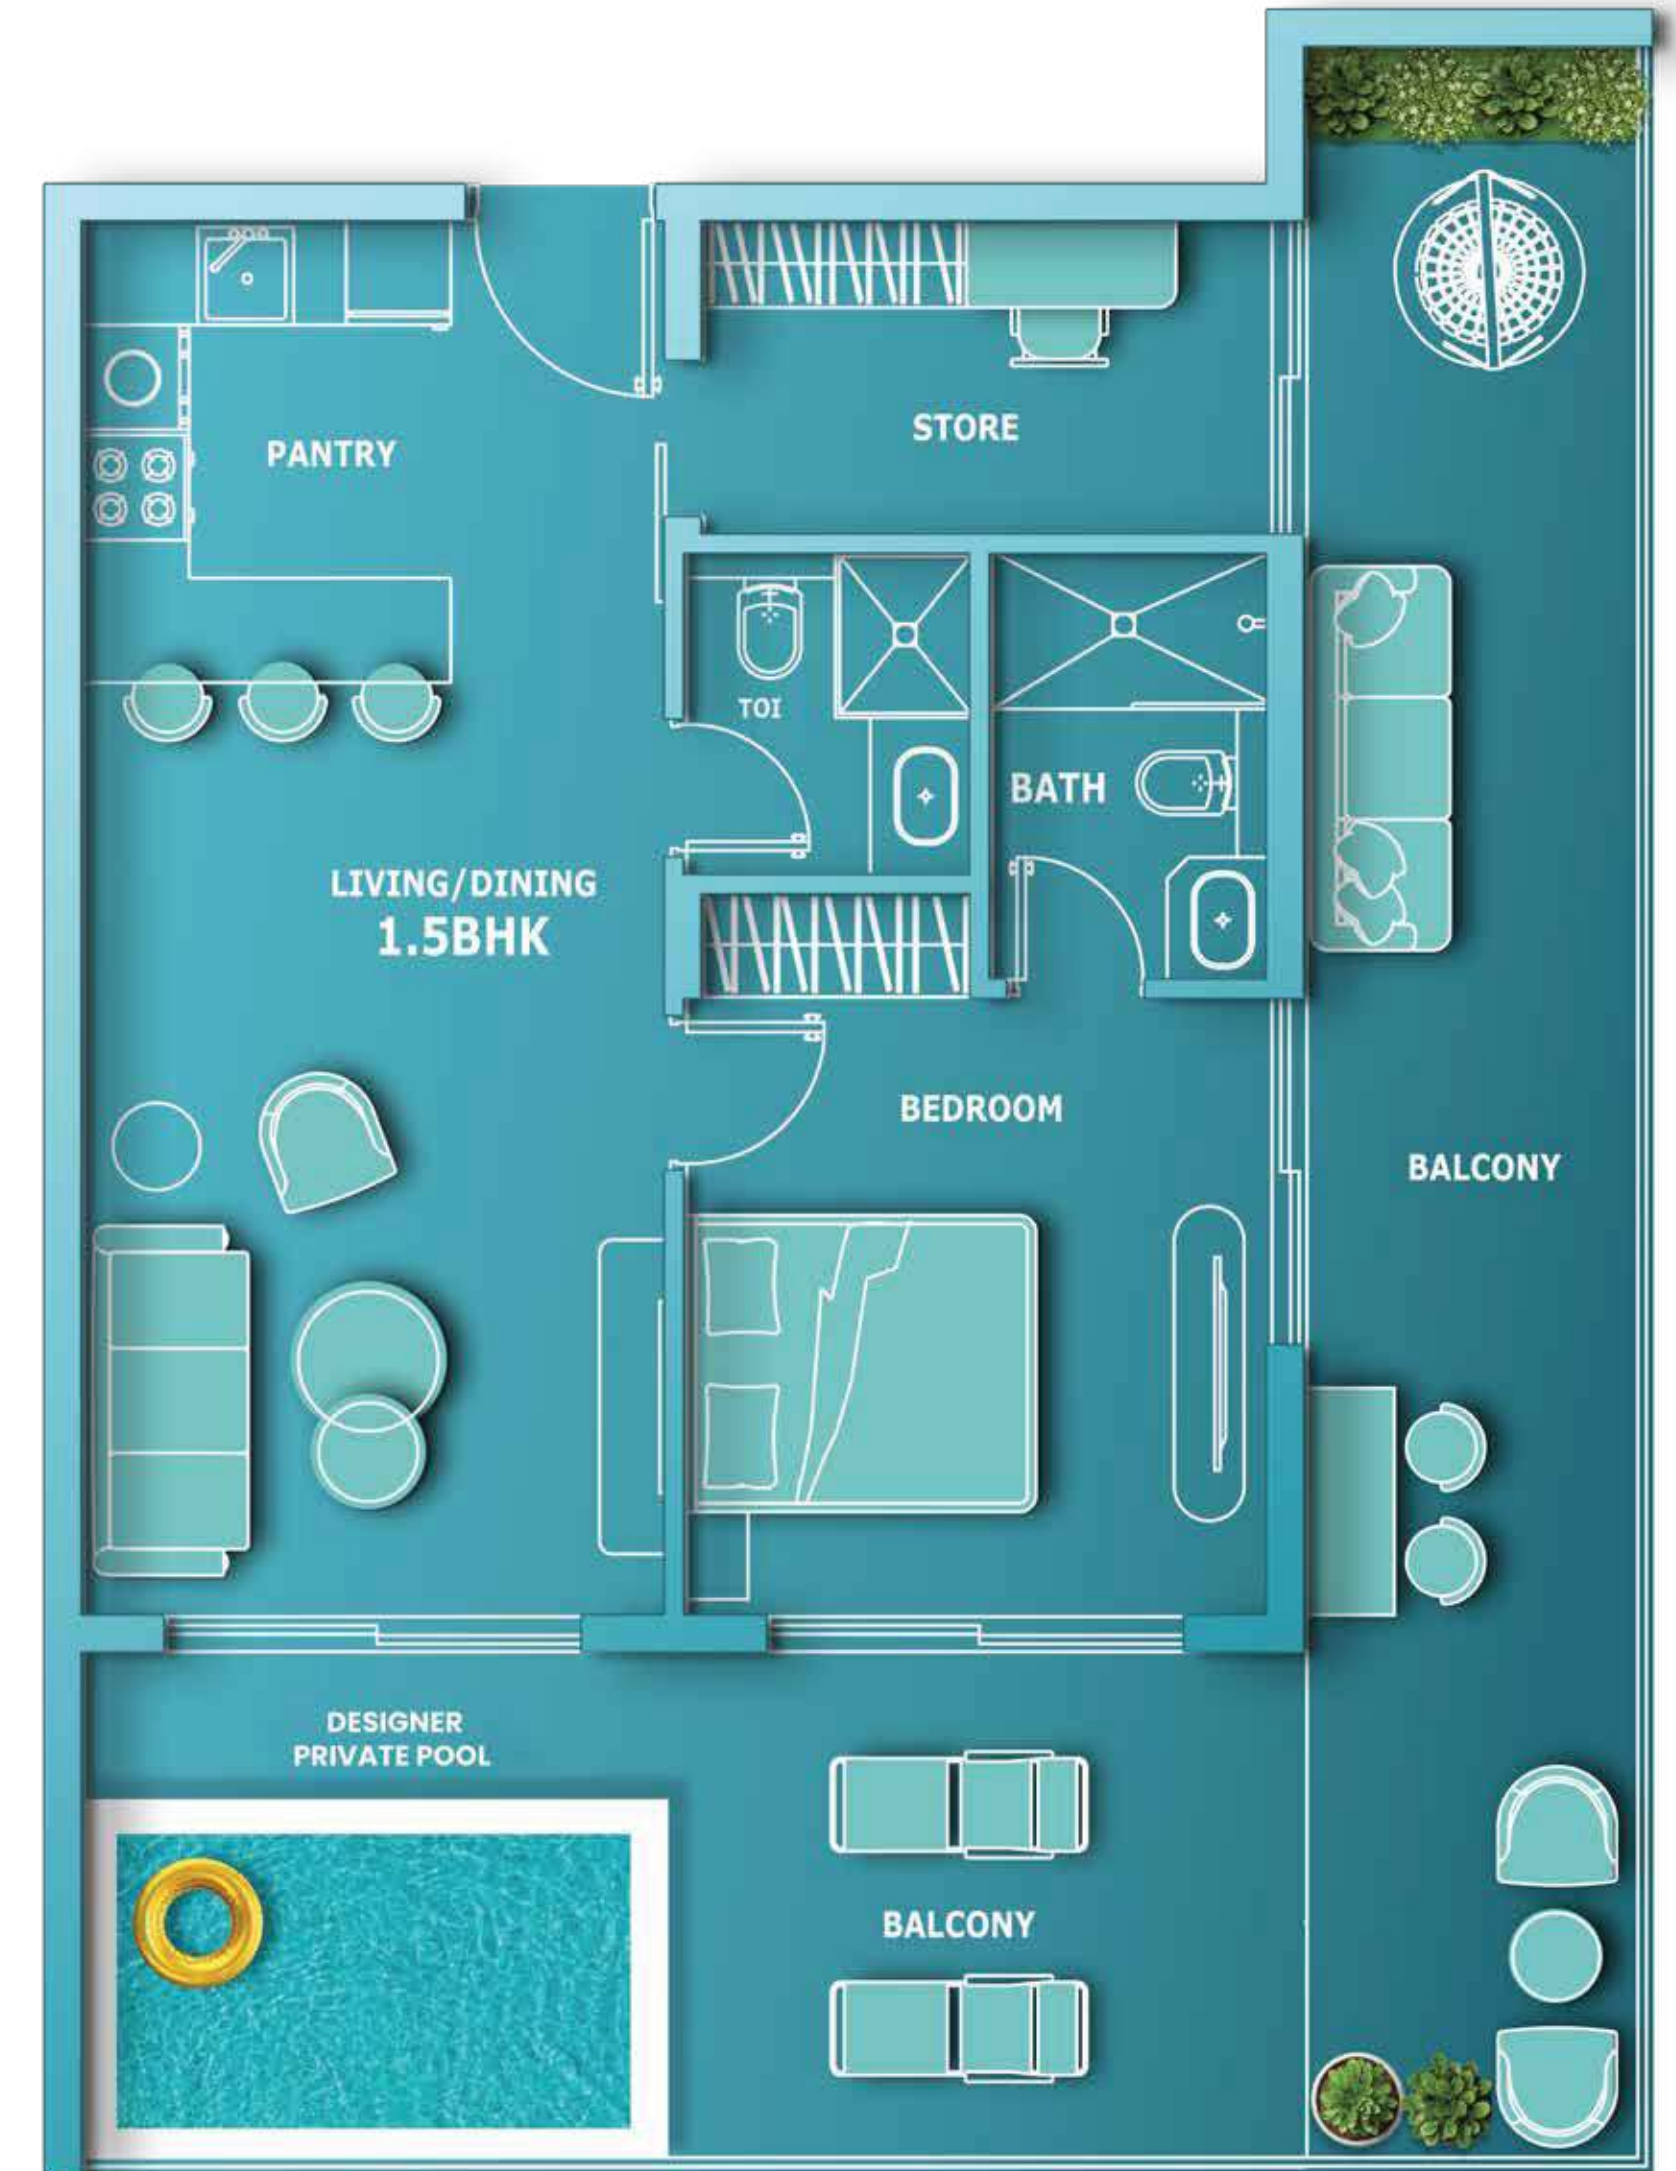 STORE
PANTRY
TOI
BATH
LIVING/DINING
1.5BHK
BEDROOM
BALCONY
DESIGNER
PRIVATE POOL
BALCONY